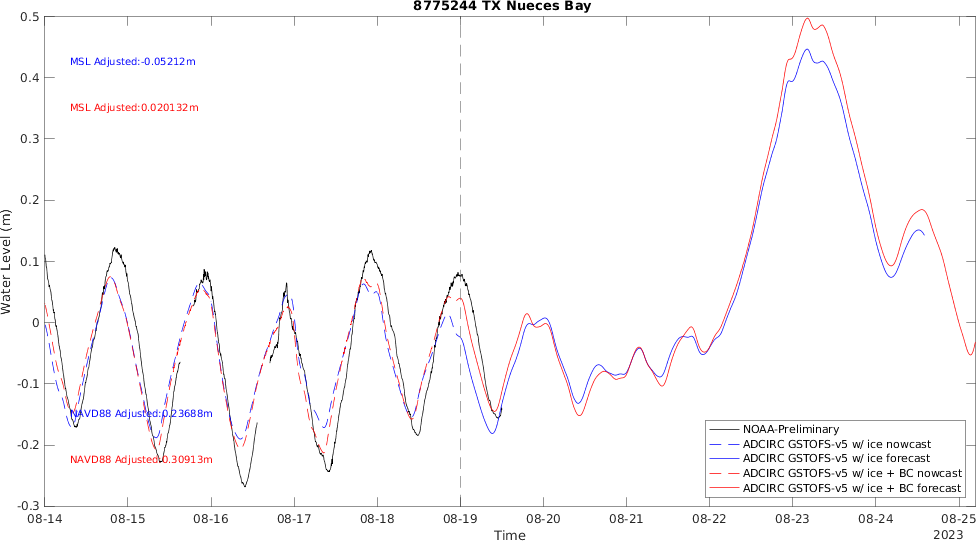 8775244 TX Nueces Bay
0.5
0.4
0.3
0.2
0.1
0
-0.1
-0.2
-0.3
Water Level (m)
MSL Adjusted:-0.05212m
MSL Adjusted:0.020132m
NAVD88 Adjusted:0.23688m
NAVD88 Adjusted:0.30913m
NOAA-Preliminary
ADCIRC GSTOFS-v5 w/ ice nowcast
ADCIRC GSTOFS-v5 w/ ice forecast
ADCIRC GSTOFS-v5 w/ ice + BC nowcast
ADCIRC GSTOFS-v5 w/ ice + BC forecast
08-14 08-15 08-16 08-17 08-18 08-19 08-20 08-21 08-22 08-23 08-24 08-25
Time
2023